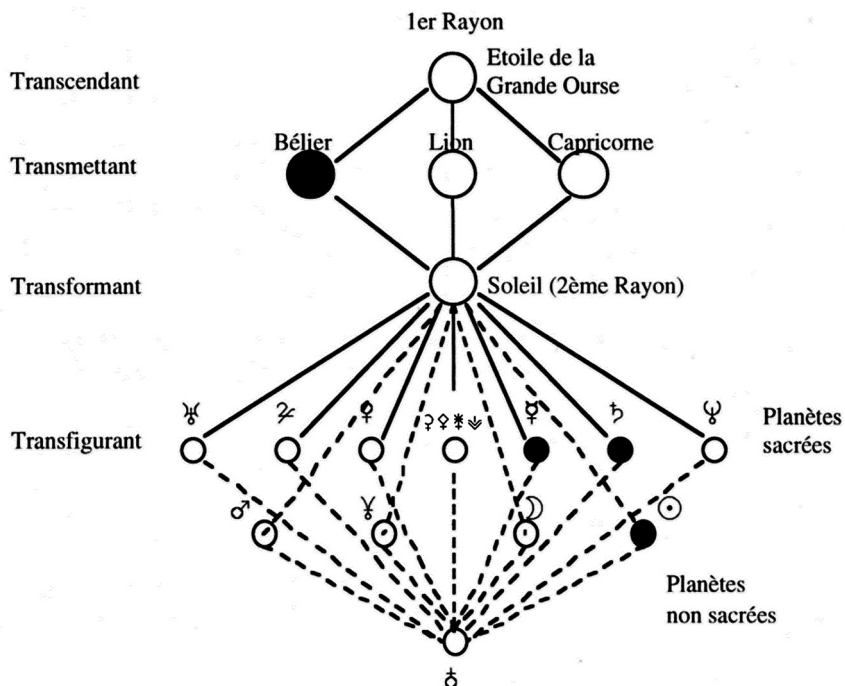 1er Rayon
Etoile de la
Grande Ourse
Transcendant
Bélier
Lion
Capricorne
Transmettant
Transformant
Soleil (2ème Rayon)
♅ ♃ ♀ ⚳⚴⚵⚶ ☿ ♄ ♆
Planètes
sacrées
Transfigurant
♂ ☽ ☉
Planètes
non sacrées
♁